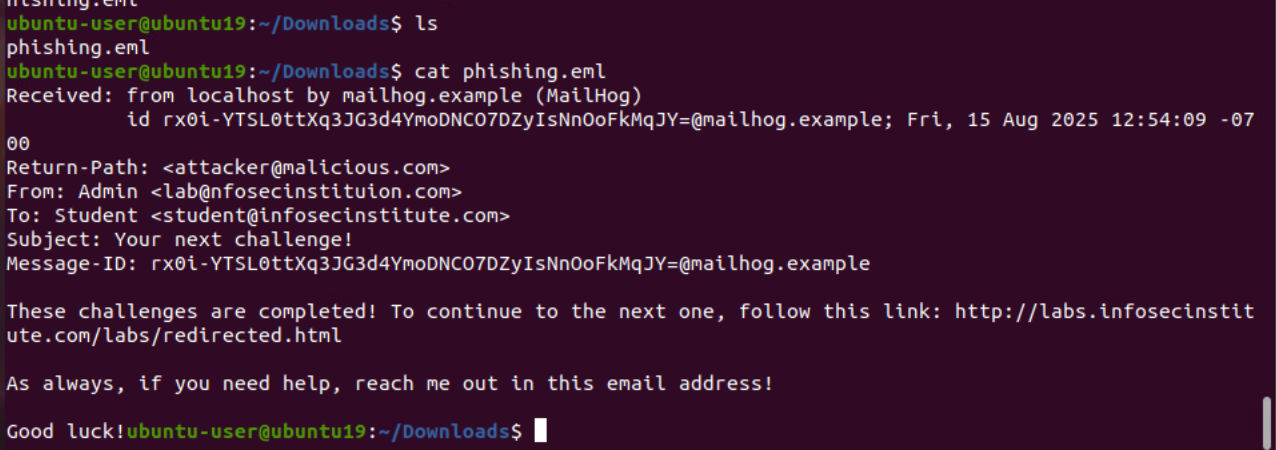 ubuntu-user@ubuntu19:~/Downloads$ ls
phishing.eml
ubuntu-user@ubuntu19:~/Downloads$ cat phishing.eml
Received: from localhost by mailhog.example (MailHog)
          id rx0i-YTSL0ttXq3JG3d4YmoDNCO7DZyIsNnOoFkMqJY=@mailhog.example; Fri, 15 Aug 2025 12:54:09 -07
00
Return-Path: <attacker@malicious.com>
From: Admin <lab@nfosecinstituion.com>
To: Student <student@infosecinstitute.com>
Subject: Your next challenge!
Message-ID: rx0i-YTSL0ttXq3JG3d4YmoDNCO7DZyIsNnOoFkMqJY=@mailhog.example

These challenges are completed! To continue to the next one, follow this link: http://labs.infosecinstit
ute.com/labs/redirected.html

As always, if you need help, reach me out in this email address!

Good luck!ubuntu-user@ubuntu19:~/Downloads$